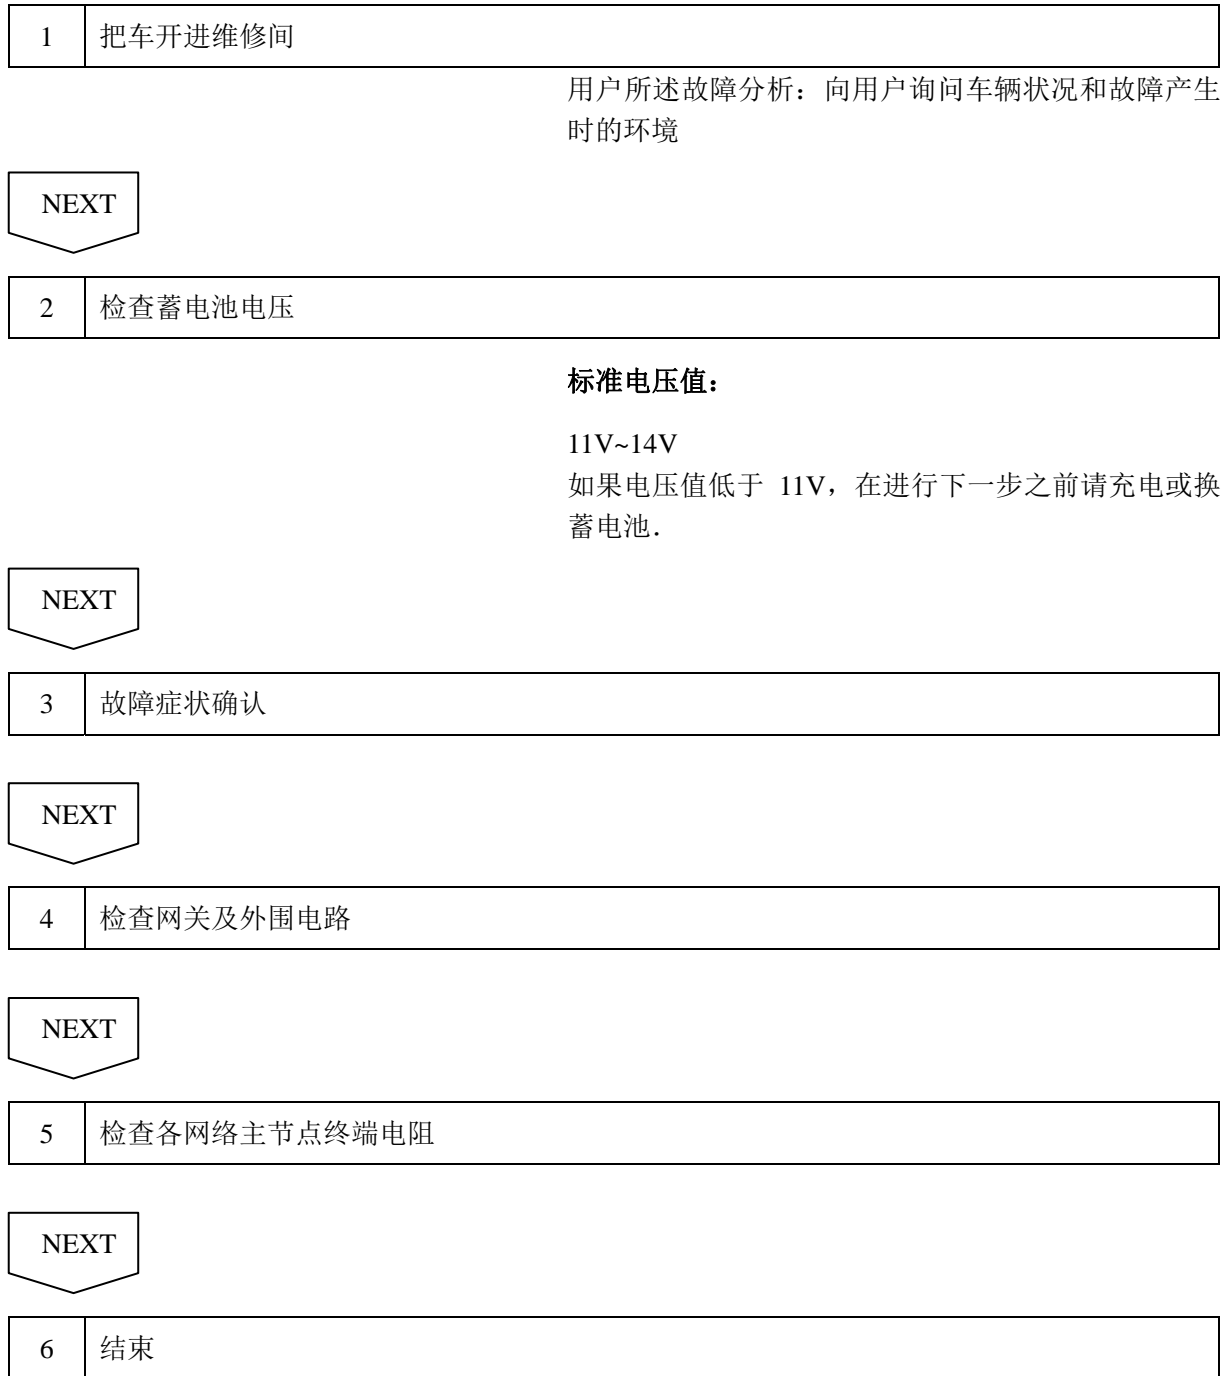 1 把车开进维修间
用户所述故障分析：向用户询问车辆状况和故障产生
时的环境
NEXT
2 检查蓄电池电压
标准电压值：
11V~14V
如果电压值低于 11V，在进行下一步之前请充电或换
蓄电池．
NEXT
3 故障症状确认
NEXT
4 检查网关及外围电路
NEXT
5 检查各网络主节点终端电阻
NEXT
6 结束